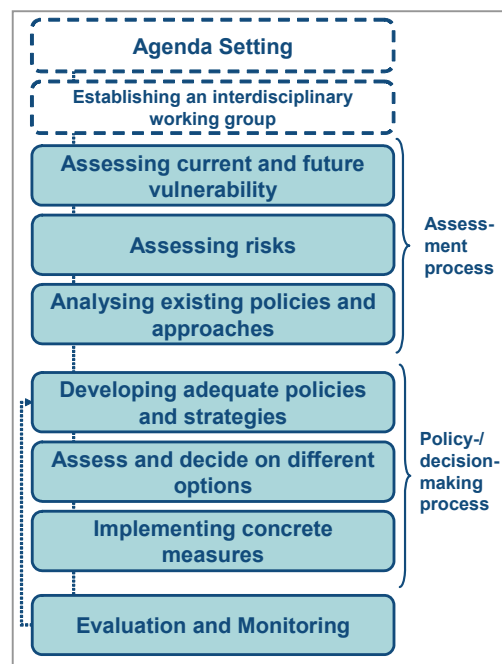 Agenda Setting
Establishing an interdisciplinary
working group
Assessing current and future
vulnerability
Assessing risks
Analysing existing policies and
approaches
Assess-
ment
process
Developing adequate policies
and strategies
Assess and decide on different
options
Implementing concrete
measures
Policy-/
decision-
making
process
Evaluation and Monitoring